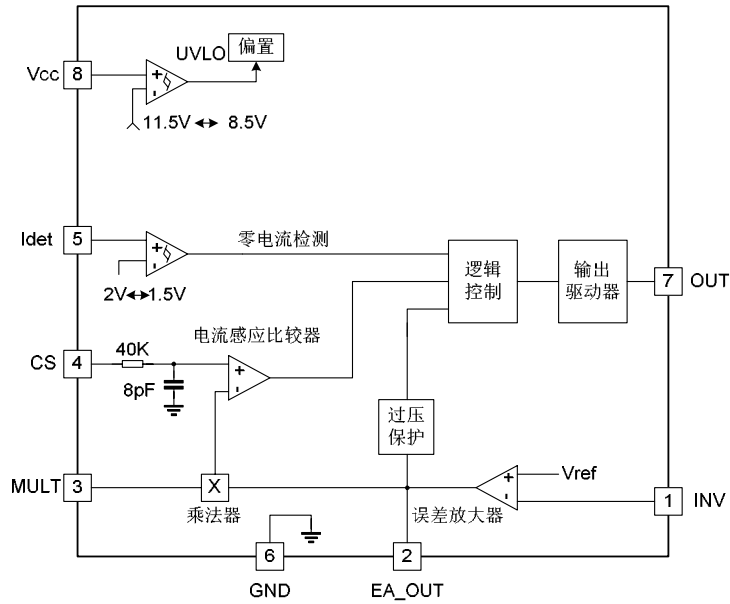 UVLO
偏置
Vcc
8
+
-
11.5V ↔ 8.5V
Idet
5
+
-
零电流检测
2V↔1.5V
逻辑
控制
输出
驱动器
7
OUT
电流感应比较器
CS
4
40K
8pF
+
-
过压
保护
MULT
3
X
乘法器
+
-
Vref
误差放大器
1
INV
6
GND
2
EA_OUT